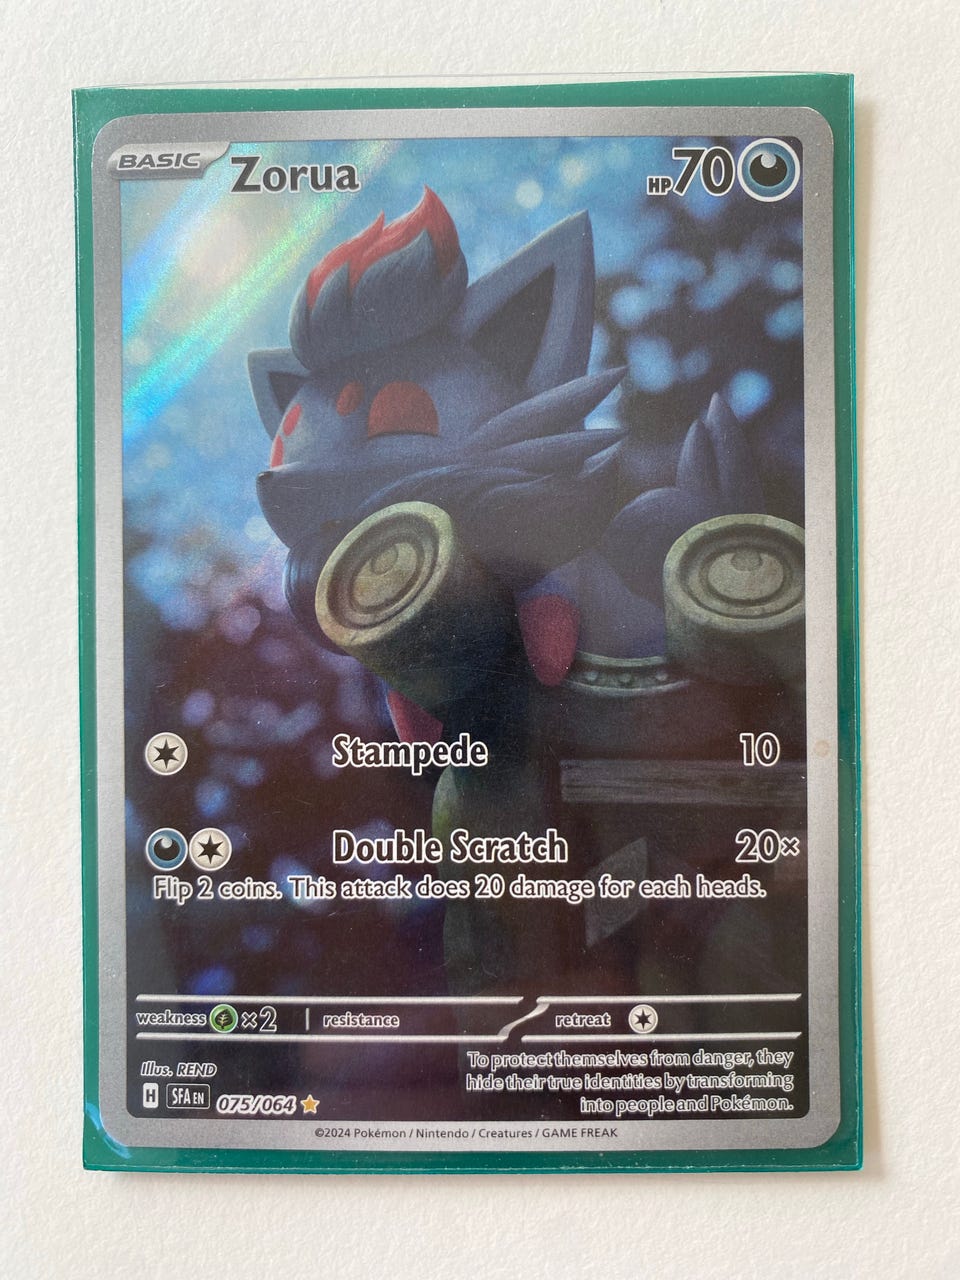 BASIC Zorua HP 70
Stampede 10
Double Scratch 20×
Flip 2 coins. This attack does 20 damage for each heads.
weakness ×2 resistance retreat
Illus. REND
To protect themselves from danger, they
hide their true identities by transforming
into people and Pokémon.
H SFA EN 075/064
©2024 Pokémon / Nintendo / Creatures / GAME FREAK